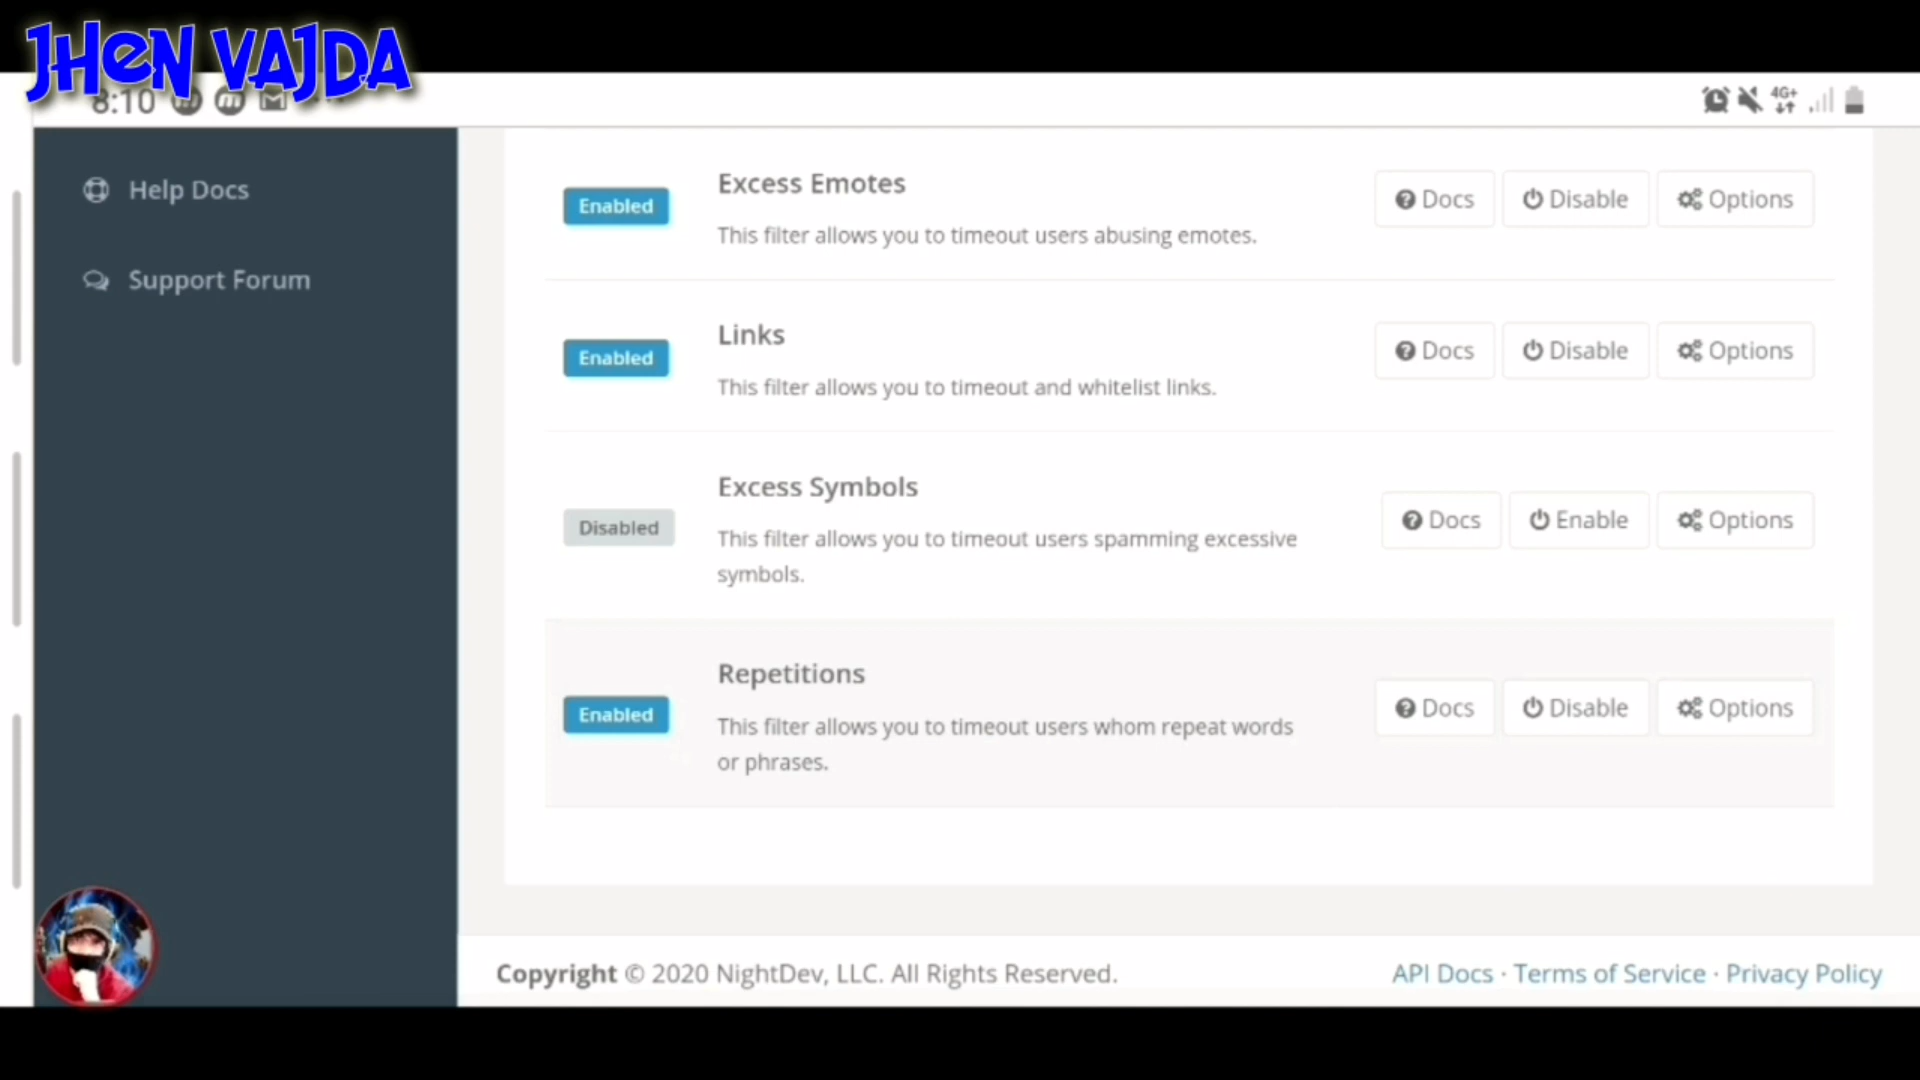 JHEN VAJDA
8:10
4G+
Help Docs
Support Forum
Enabled
Excess Emotes
This filter allows you to timeout users abusing emotes.
Docs
Disable
Options
Enabled
Links
This filter allows you to timeout and whitelist links.
Docs
Disable
Options
Disabled
Excess Symbols
This filter allows you to timeout users spamming excessive
symbols.
Docs
Enable
Options
Enabled
Repetitions
This filter allows you to timeout users whom repeat words
or phrases.
Docs
Disable
Options
Copyright © 2020 NightDev, LLC. All Rights Reserved.
API Docs · Terms of Service · Privacy Policy